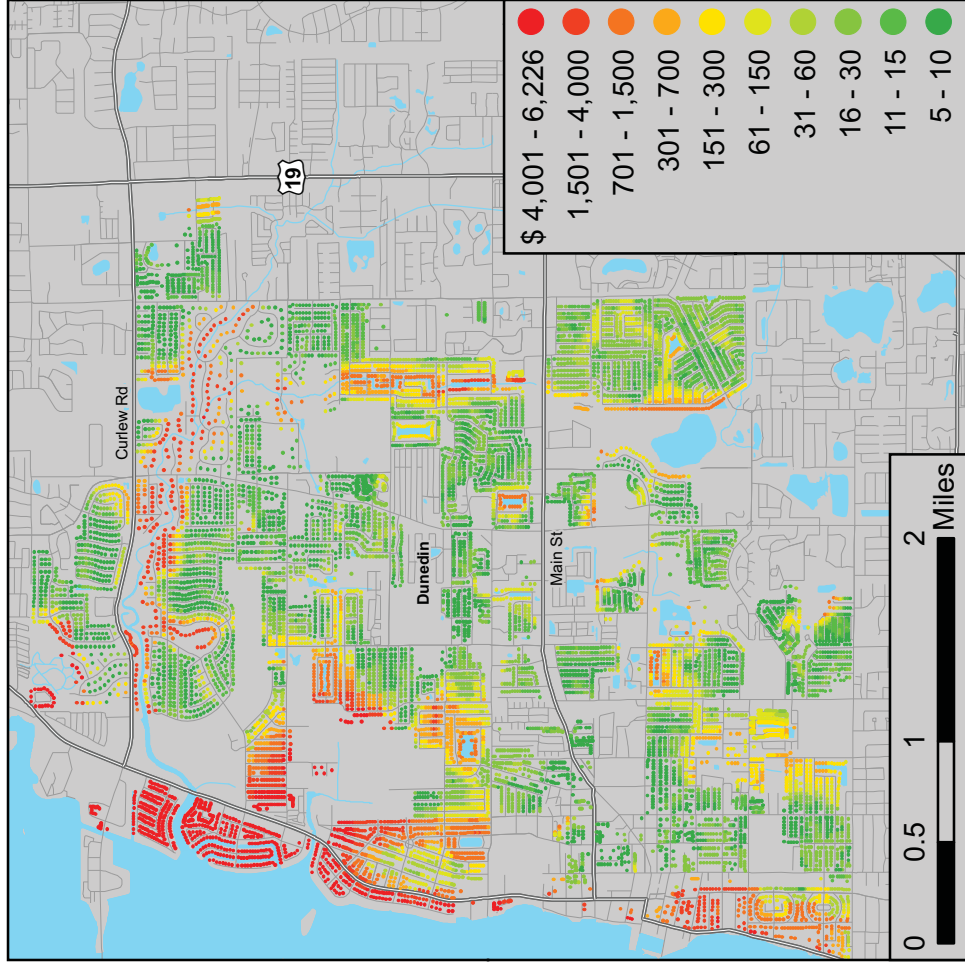 Curlew Rd
19
Dunedin
Main St
$ 4,001 - 6,226
1,501 - 4,000
701 - 1,500
301 - 700
151 - 300
61 - 150
31 - 60
16 - 30
11 - 15
5 - 10
0 0.5 1 2
Miles